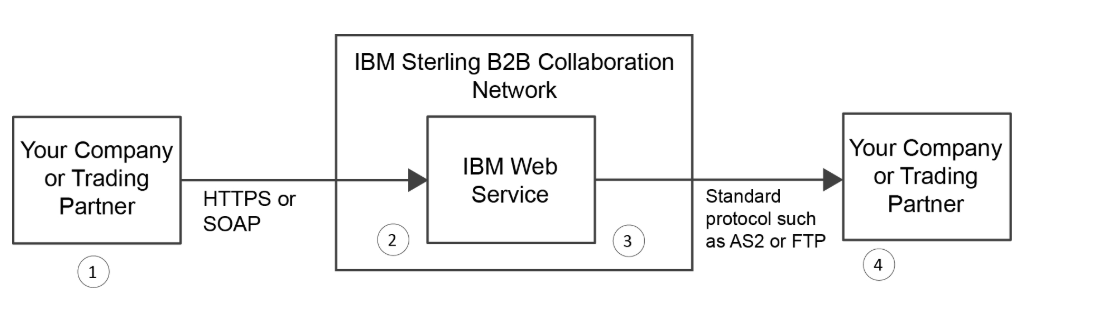 IBM Sterling B2B Collaboration
Network
Your Company
or Trading
Partner
HTTPS or
SOAP
IBM Web
Service
Standard
protocol such
as AS2 or FTP
Your Company
or Trading
Partner
1
2
3
4